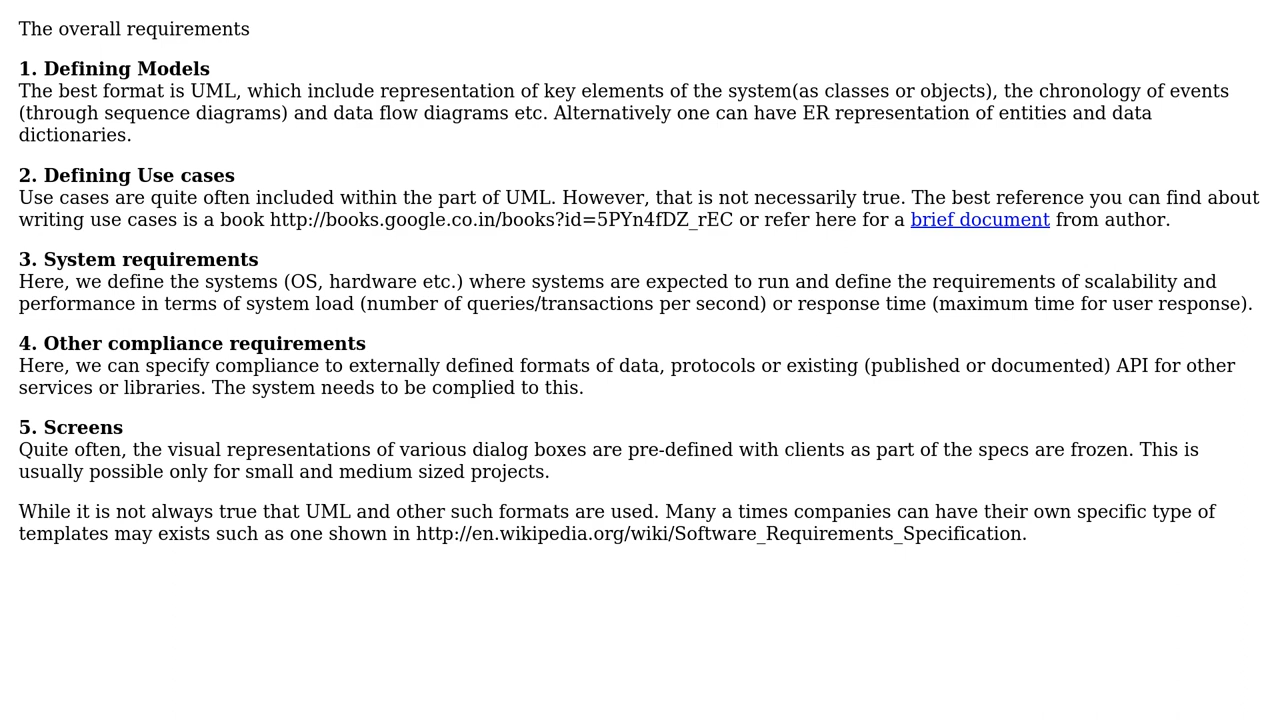 The overall requirements
1. Defining Models
The best format is UML, which include representation of key elements of the system(as classes or objects), the chronology of events
(through sequence diagrams) and data flow diagrams etc. Alternatively one can have ER representation of entities and data
dictionaries.
2. Defining Use cases
Use cases are quite often included within the part of UML. However, that is not necessarily true. The best reference you can find about
writing use cases is a book http://books.google.co.in/books?id=5PYn4fDZ_rEC or refer here for a brief document from author.
3. System requirements
Here, we define the systems (OS, hardware etc.) where systems are expected to run and define the requirements of scalability and
performance in terms of system load (number of queries/transactions per second) or response time (maximum time for user response).
4. Other compliance requirements
Here, we can specify compliance to externally defined formats of data, protocols or existing (published or documented) API for other
services or libraries. The system needs to be complied to this.
5. Screens
Quite often, the visual representations of various dialog boxes are pre-defined with clients as part of the specs are frozen. This is
usually possible only for small and medium sized projects.
While it is not always true that UML and other such formats are used. Many a times companies can have their own specific type of
templates may exists such as one shown in http://en.wikipedia.org/wiki/Software_Requirements_Specification.